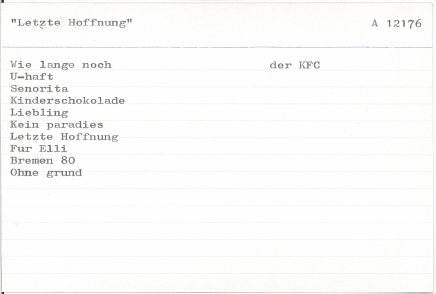 "Letzte Hoffnung" A 12176
Wie lange noch der KFC
U-haft
Senorita
Kinderschokolade
Liebling
Kein paradies
Letzte Hoffnung
Fur Elli
Bremen 80
Ohne grund